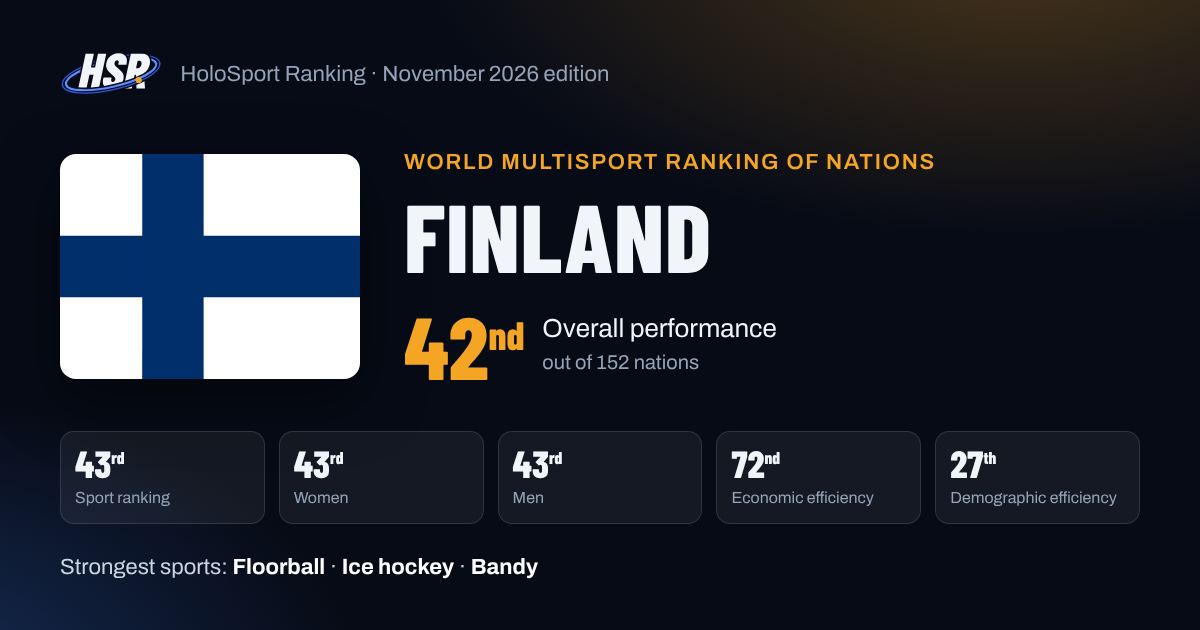 HSR HoloSport Ranking · November 2026 edition
WORLD MULTISPORT RANKING OF NATIONS
FINLAND
42nd Overall performance
out of 152 nations
43rd
Sport ranking
43rd
Women
43rd
Men
72nd
Economic efficiency
27th
Demographic efficiency
Strongest sports: Floorball · Ice hockey · Bandy